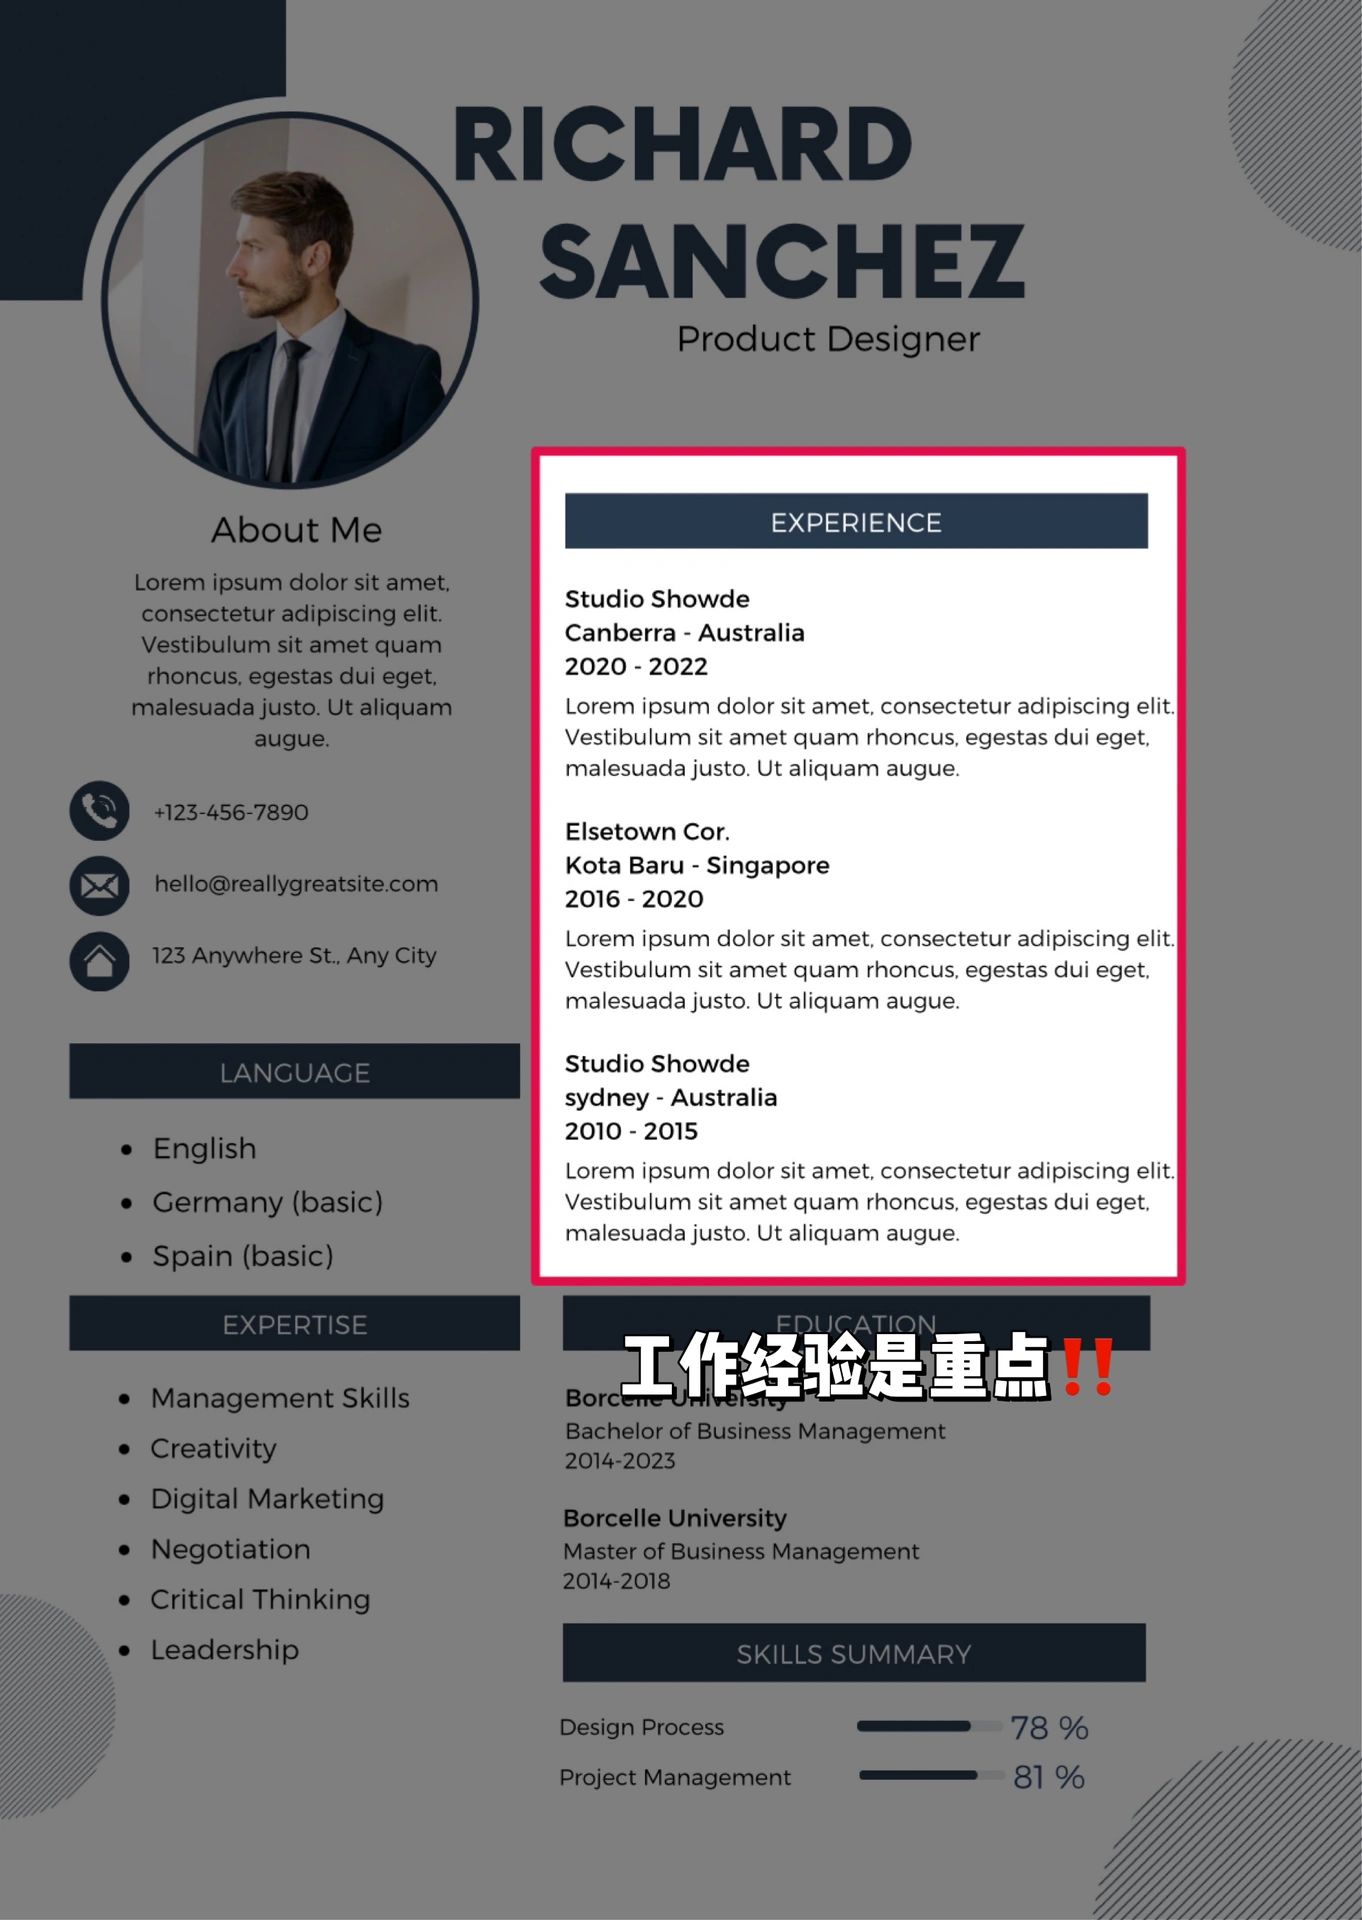 RICHARD
SANCHEZ
Product Designer
About Me
Lorem ipsum dolor sit amet,
consectetur adipiscing elit.
Vestibulum sit amet quam
rhoncus, egestas dui eget,
malesuada justo. Ut aliquam
augue.
+123-456-7890
hello@reallygreatsite.com
123 Anywhere St., Any City
LANGUAGE
English
Germany (basic)
Spain (basic)
EXPERTISE
Management Skills
Creativity
Digital Marketing
Negotiation
Critical Thinking
Leadership
EXPERIENCE
Studio Showde
Canberra - Australia
2020 - 2022
Lorem ipsum dolor sit amet, consectetur adipiscing elit.
Vestibulum sit amet quam rhoncus, egestas dui eget,
malesuada justo. Ut aliquam augue.
Elsetown Cor.
Kota Baru - Singapore
2016 - 2020
Lorem ipsum dolor sit amet, consectetur adipiscing elit.
Vestibulum sit amet quam rhoncus, egestas dui eget,
malesuada justo. Ut aliquam augue.
Studio Showde
sydney - Australia
2010 - 2015
Lorem ipsum dolor sit amet, consectetur adipiscing elit.
Vestibulum sit amet quam rhoncus, egestas dui eget,
malesuada justo. Ut aliquam augue.
EDUCATION
工作经验是重点‼️
Borcelle University
Bachelor of Business Management
2014-2023
Borcelle University
Master of Business Management
2014-2018
SKILLS SUMMARY
Design Process 78 %
Project Management 81 %